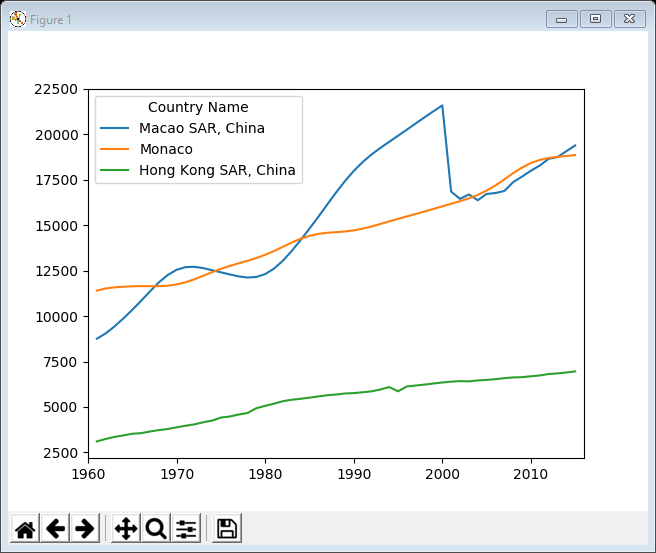 Figure 1
22500
20000
17500
15000
12500
10000
7500
5000
2500
Country Name
Macao SAR, China
Monaco
Hong Kong SAR, China
1960 1970 1980 1990 2000 2010